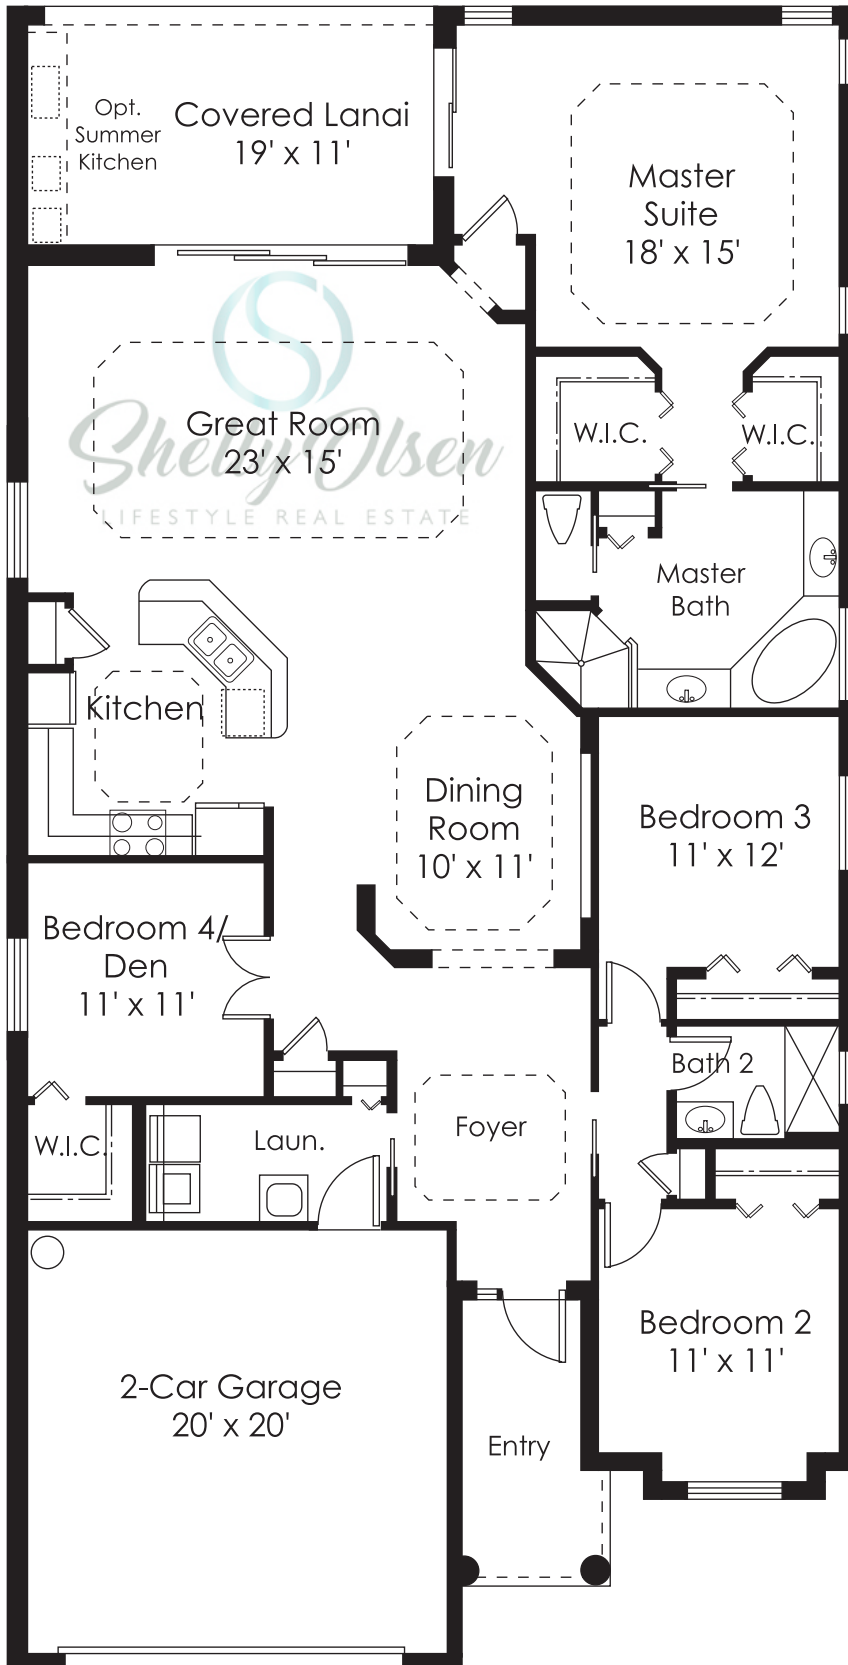 Opt.
Summer
Kitchen
Covered Lanai
19' x 11'
Master
Suite
18' x 15'
Great Room
23' x 15'
Shelly Olsen
LIFESTYLE REAL ESTATE
W.I.C.
W.I.C.
Master
Bath
Kitchen
Dining
Room
10' x 11'
Bedroom 3
11' x 12'
Bedroom 4/
Den
11' x 11'
Bath 2
W.I.C.
Laun.
Foyer
Bedroom 2
11' x 11'
2-Car Garage
20' x 20'
Entry